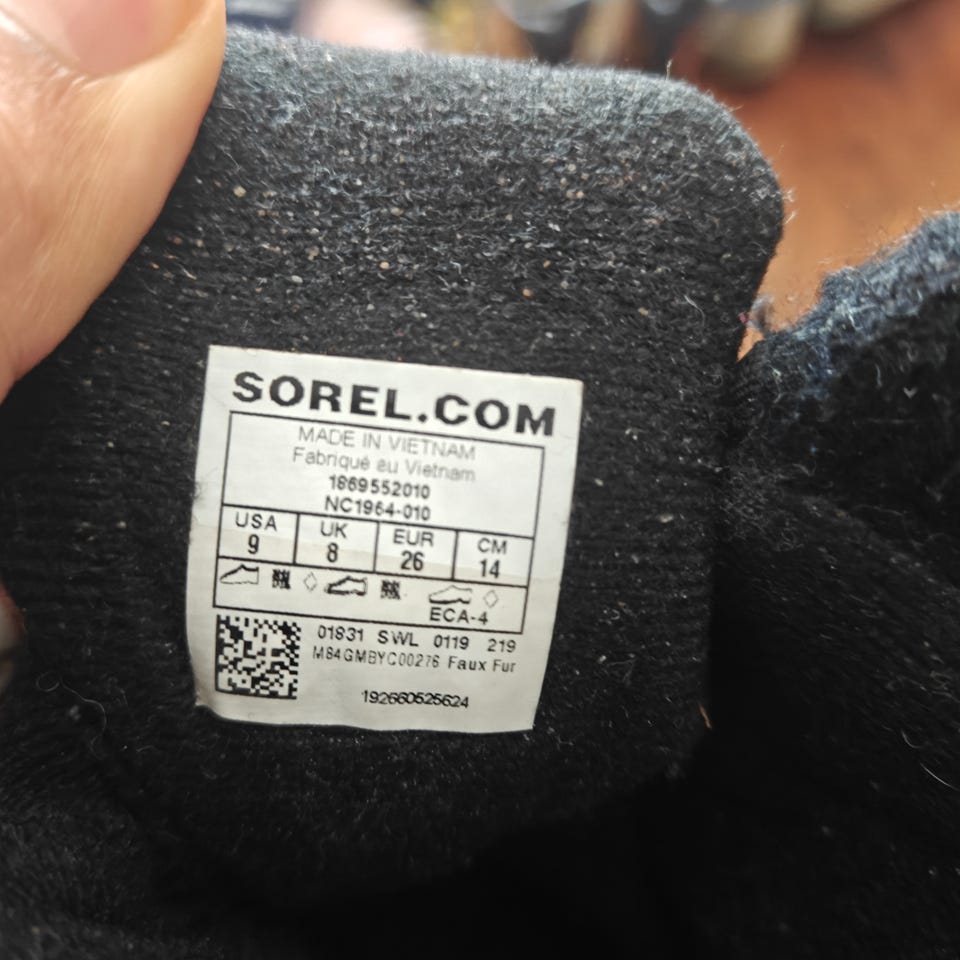 SOREL.COM
MADE IN VIETNAM
Fabriqué au Vietnam
1869552010
NC1964-010
USA UK EUR CM
9 8 26 14
ECA-4
01831 SWL 0119 219
M84GMBYC00276 Faux Fur
192660525624